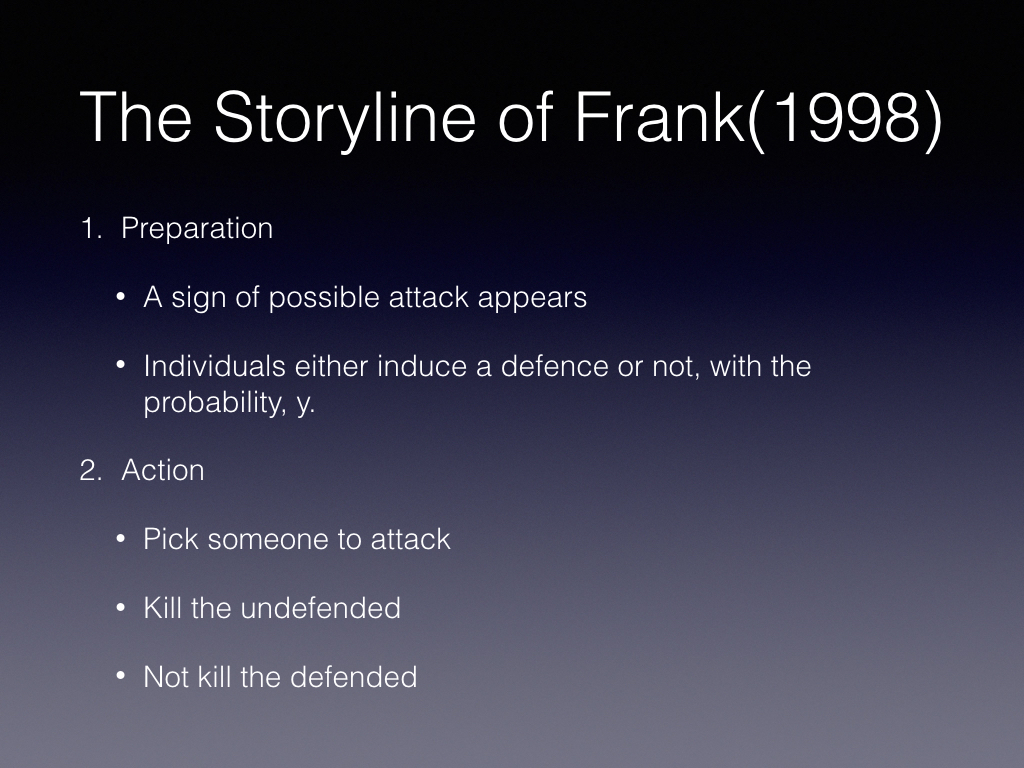 The Storyline of Frank(1998)
1. Preparation
• A sign of possible attack appears
• Individuals either induce a defence or not, with the
probability, y.
2. Action
• Pick someone to attack
• Kill the undefended
• Not kill the defended